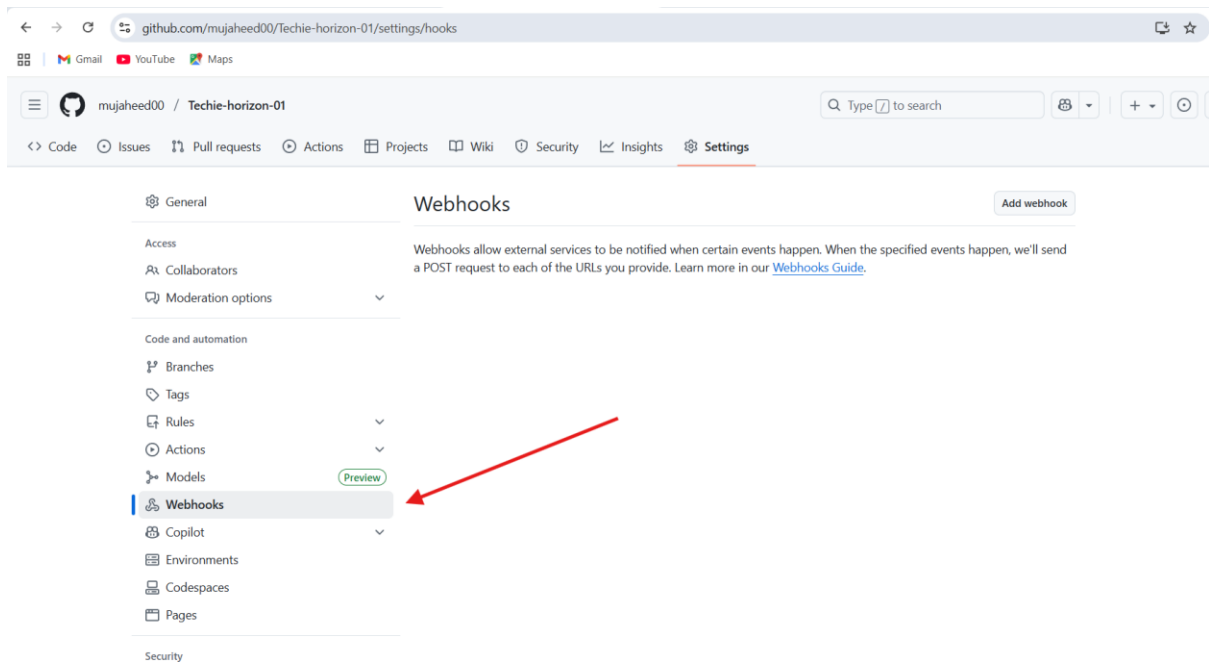 github.com/mujaheed00/Techie-horizon-01/settings/hooks
Gmail YouTube Maps
mujaheed00 / Techie-horizon-01
Type / to search
Code Issues Pull requests Actions Projects Wiki Security Insights Settings
General
Access
Collaborators
Moderation options
Code and automation
Branches
Tags
Rules
Actions
Models Preview
Webhooks
Copilot
Environments
Codespaces
Pages
Security
Webhooks Add webhook
Webhooks allow external services to be notified when certain events happen. When the specified events happen, we'll send
a POST request to each of the URLs you provide. Learn more in our Webhooks Guide.